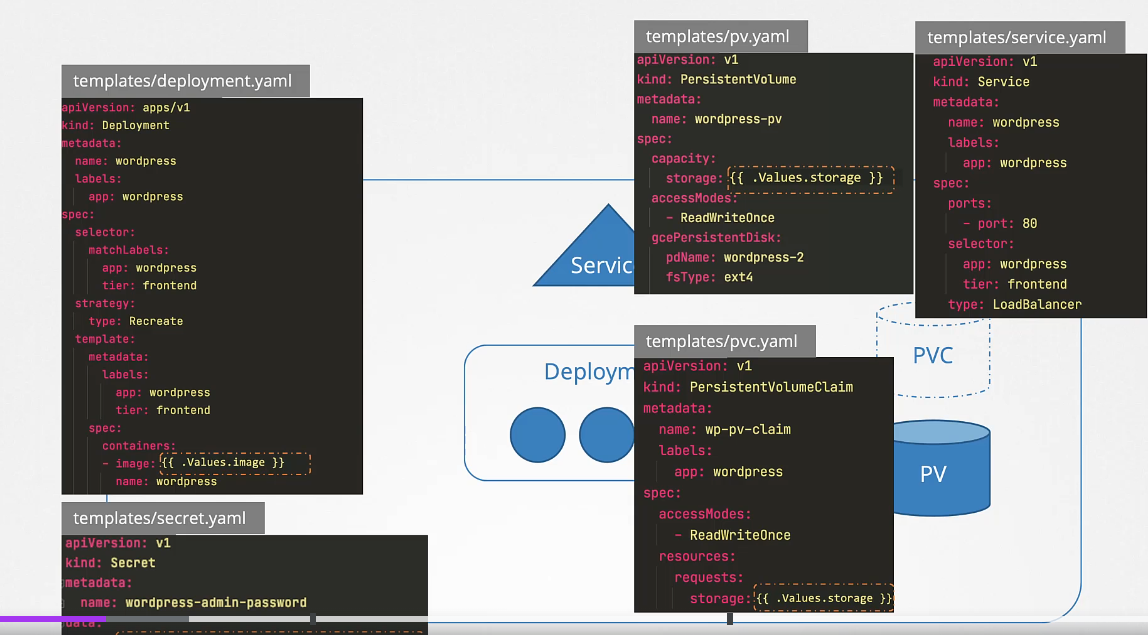 templates/deployment.yaml
apiVersion: apps/v1
kind: Deployment
metadata:
name: wordpress
labels:
app: wordpress
spec:
selector:
matchLabels:
app: wordpress
tier: frontend
strategy:
type: Recreate
template:
metadata:
labels:
app: wordpress
tier: frontend
spec:
containers:
- image: {{ .Values.image }}
name: wordpress
templates/secret.yaml
apiVersion: v1
kind: Secret
metadata:
name: wordpress-admin-password
data:
Servic
Deploym
templates/pv.yaml
apiVersion: v1
kind: PersistentVolume
metadata:
name: wordpress-pv
spec:
capacity:
storage: {{ .Values.storage }}
accessModes:
- ReadWriteOnce
gcePersistentDisk:
pdName: wordpress-2
fsType: ext4
templates/pvc.yaml
apiVersion: v1
kind: PersistentVolumeClaim
metadata:
name: wp-pv-claim
labels:
app: wordpress
spec:
accessModes:
- ReadWriteOnce
resources:
requests:
storage: {{ .Values.storage }}
templates/service.yaml
apiVersion: v1
kind: Service
metadata:
name: wordpress
labels:
app: wordpress
spec:
ports:
- port: 80
selector:
app: wordpress
tier: frontend
type: LoadBalancer
PVC
PV